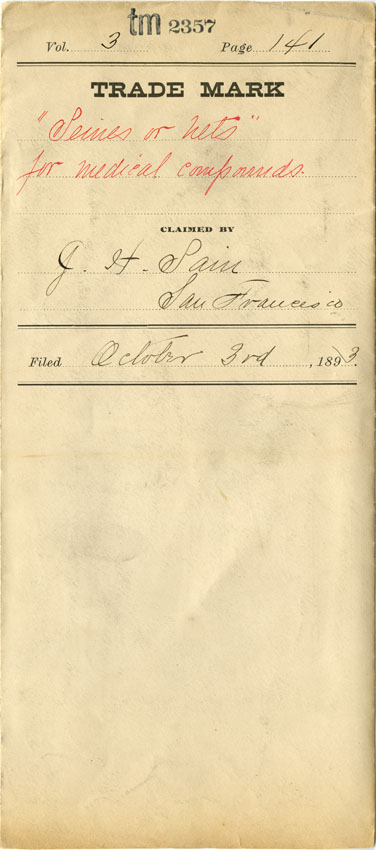 tm 2357
Vol. 3 Page 141
TRADE MARK
"Seines or nets"
for medical compounds.
CLAIMED BY
J. H. Sain
San Francisco
Filed October 3rd, 1893.